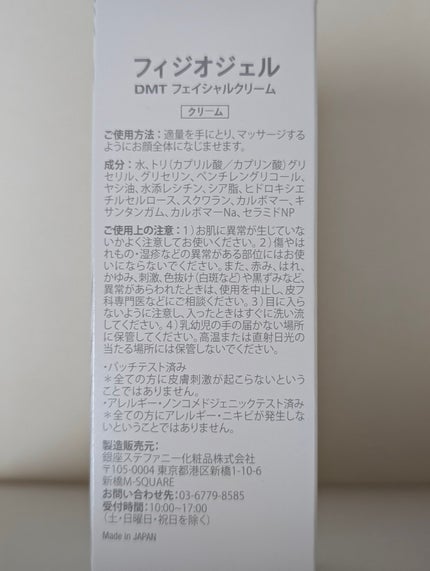 フィジオジェル
DMT フェイシャルクリーム
クリーム
ご使用方法：適量を手にとり、マッサージする
ようにお顔全体になじませます。
成分：水、トリ（カプリル酸／カプリン酸）グリ
セリル、グリセリン、ペンチレングリコール、
ヤシ油、水添レシチン、シア脂、ヒドロキシエ
チルセルロース、スクワラン、カルボマー、キ
サンタンガム、カルボマーNa、セラミドNP
ご使用上の注意：1）お肌に異常が生じていな
いかよく注意してお使いください。2）傷やは
れもの・湿疹などの異常がある部位にはお使
いにならないでください。また、赤み、はれ、
かゆみ、刺激、色抜け（白斑など）や黒ずみなど、
異常があらわれたときは、使用を中止し、皮フ
科専門医などにご相談ください。3）目に入ら
ないように注意し、入ったときはすぐに洗い流
してください。4）乳幼児の手の届かない場所
に保管してください。高温または直射日光の
当たる場所には保管しないでください。
・パッチテスト済み
＊全ての方に皮膚刺激が起こらないというこ
とではありません。
・アレルギー・ノンコメドジェニックテスト済み
＊全ての方にアレルギー・ニキビが発生しな
いということではありません。
製造販売元：
銀座ステファニー化粧品株式会社
〒105-0004 東京都港区新橋1-10-6
新橋M-SQUARE
お問い合わせ先：03-6779-8585
受付時間：10:00~17:00
（土・日曜日・祝日を除く）
Made in JAPAN